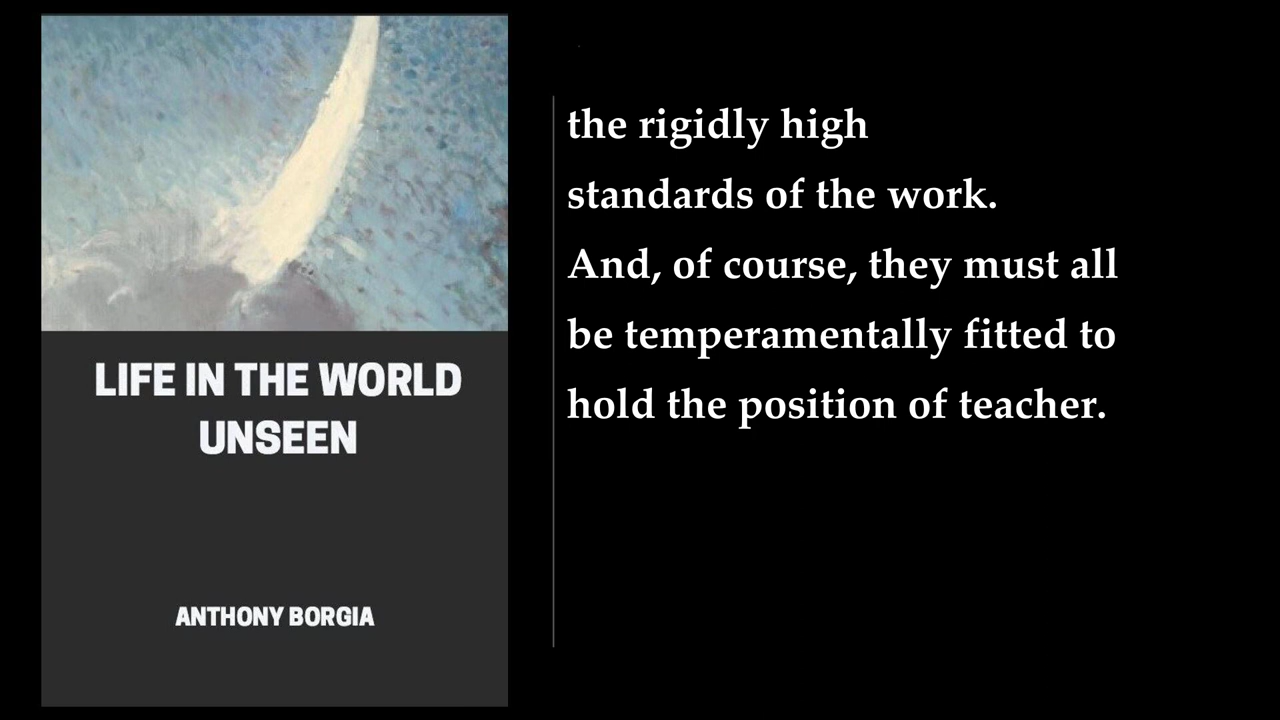 LIFE IN THE WORLD
UNSEEN
ANTHONY BORGIA
the rigidly high
standards of the work.
And, of course, they must all
be temperamentally fitted to
hold the position of teacher.